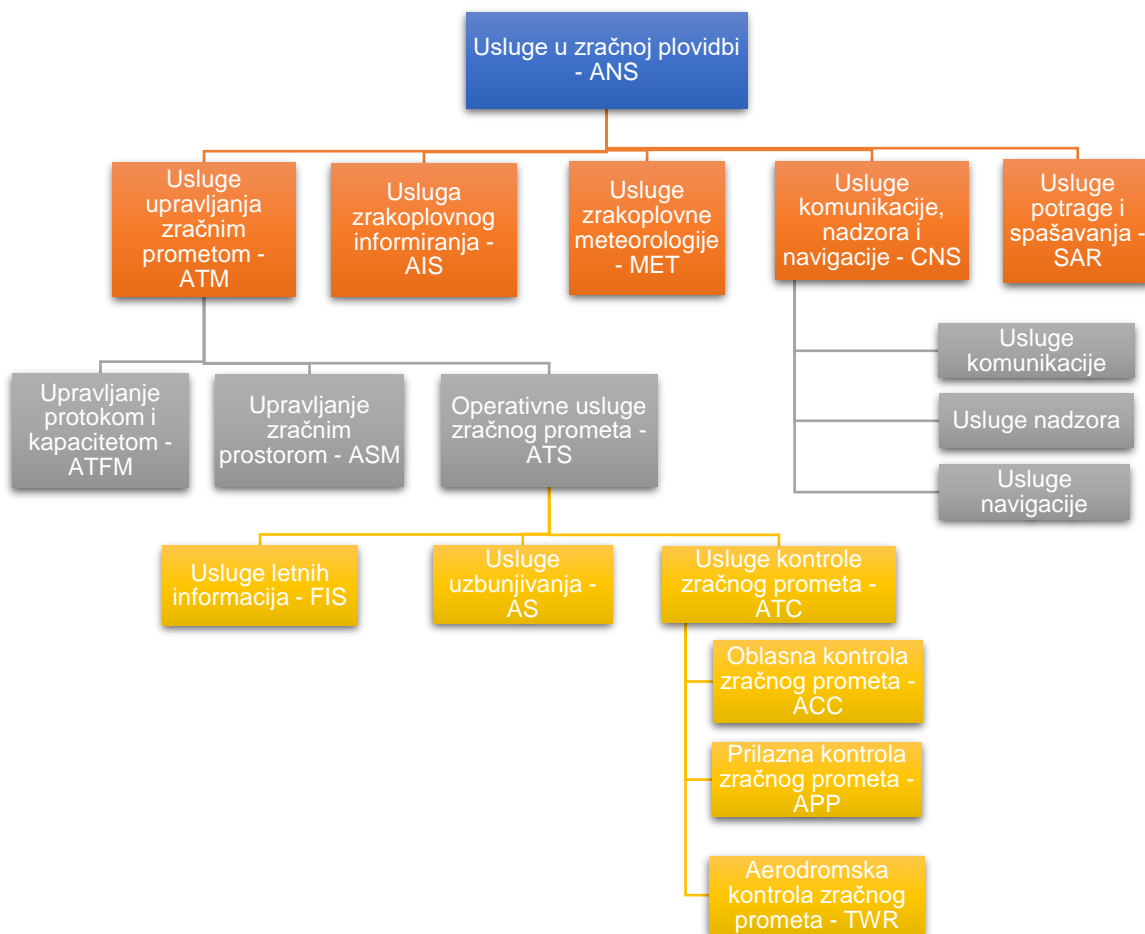 Usluge u zračnoj plovidbi
- ANS
Usluge
upravljanja
zračnim
prometom -
ATM
Usluga
zrakoplovnog
informiranja -
AIS
Usluge
zrakoplovne
meteorologije
- MET
Usluge
komunikacije,
nadzora i
navigacije - CNS
Usluge
potrage i
spašavanja -
SAR
Usluge
komunikacije
Usluge nadzora
Usluge
navigacije
Upravljanje
protokom i
kapacitetom -
ATFM
Upravljanje
zračnim
prostorom - ASM
Operativne usluge
zračnog prometa -
ATS
Usluge letnih
informacija - FIS
Usluge
uzbunjivanja -
AS
Usluge kontrole
zračnog prometa -
ATC
Oblasna kontrola
zračnog prometa -
ACC
Prilazna kontrola
zračnog prometa -
APP
Aerodromska
kontrola zračnog
prometa - TWR